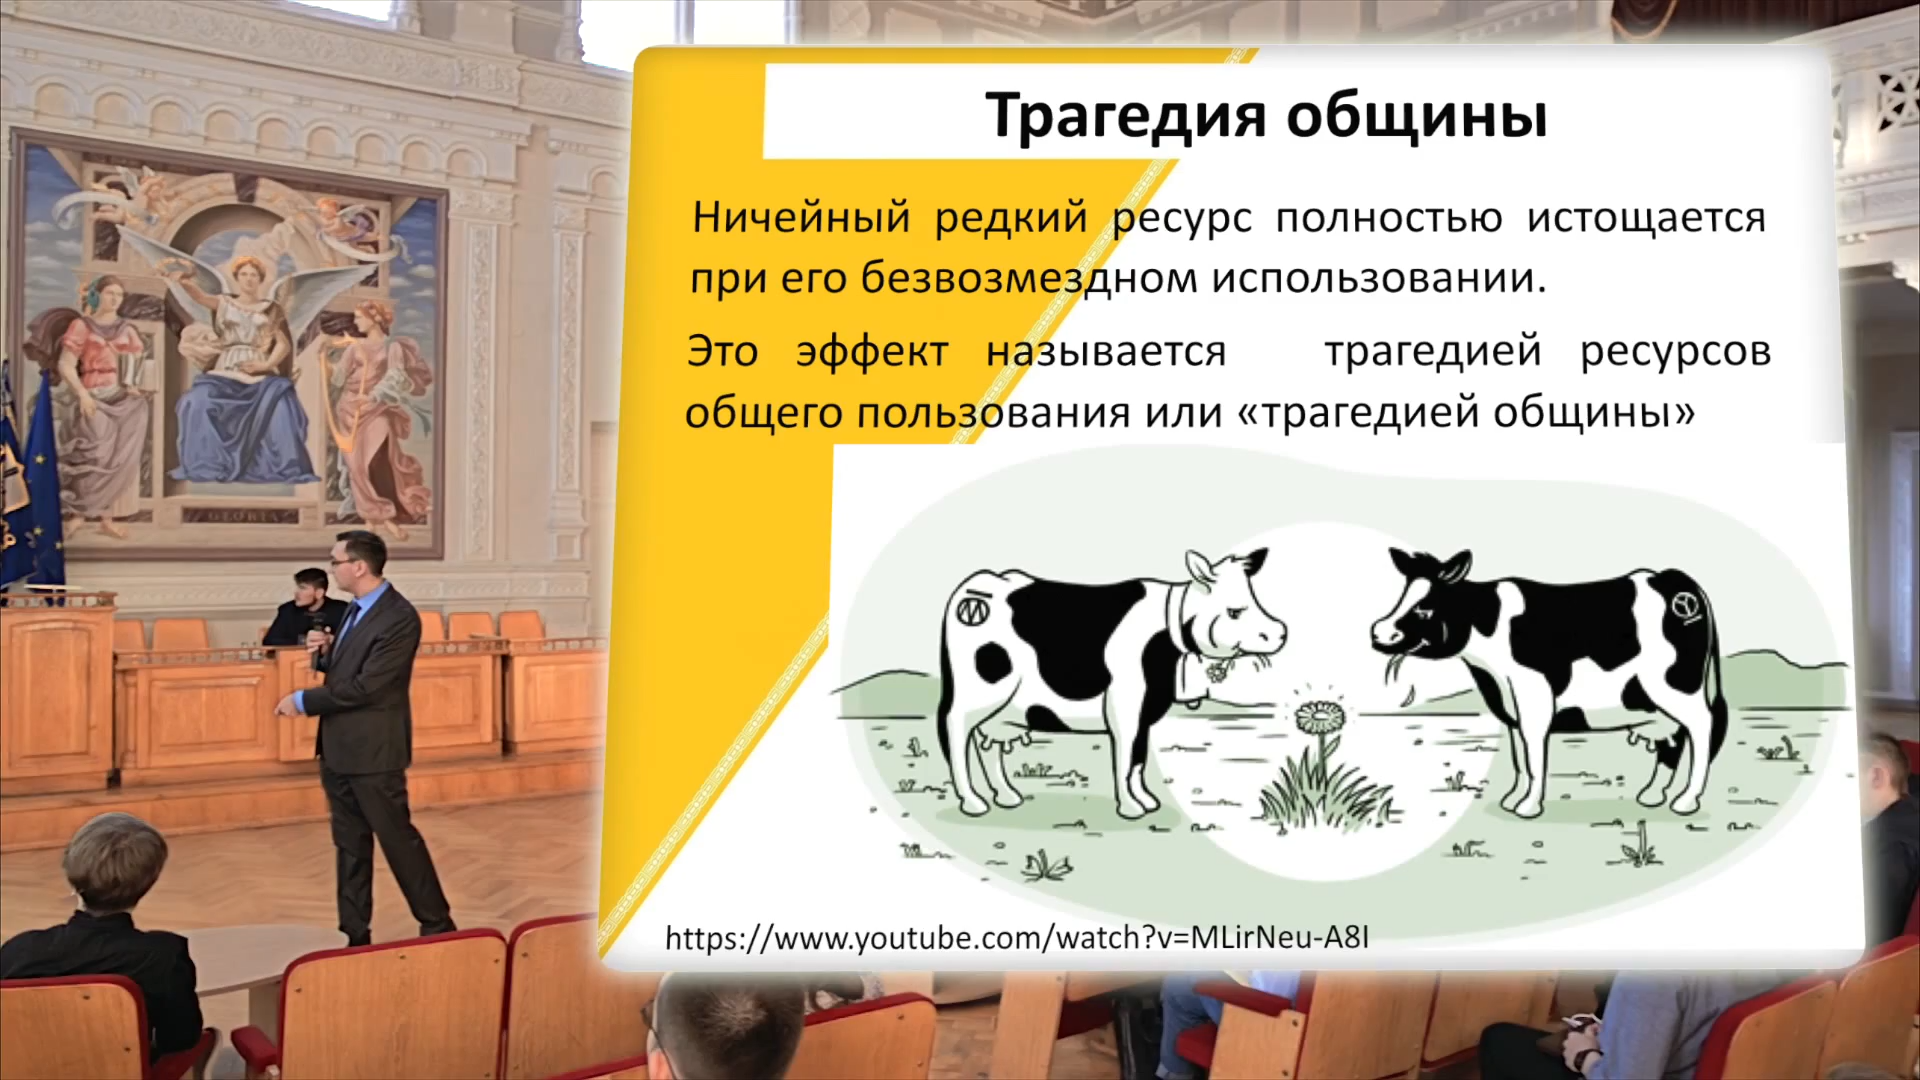 Трагедия общины
Ничейный редкий ресурс полностью истощается
при его безвозмездном использовании.
Это эффект называется трагедией ресурсов
общего пользования или «трагедией общины»
https://www.youtube.com/watch?v=MLirNeu-A8I
GLORIA